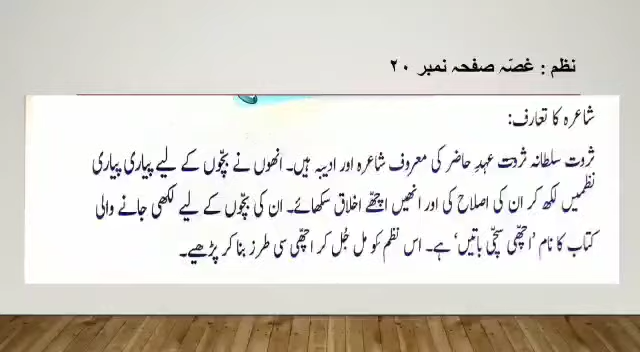 نظم : غصّہ صفحہ نمبر ۲۰
شاعرہ کا تعارف:
ثروت سلطانہ ثروت عہدِ حاضر کی معروف شاعرہ اور ادیبہ ہیں۔ انھوں نے بچّوں کے لیے پیاری پیاری
نظمیں لکھ کر ان کی اصلاح کی اور انھیں اچھّے اخلاق سکھائے۔ ان کی بچّوں کے لیے لکھی جانے والی
کتاب کا نام ’اچھّی سچّی باتیں‘ ہے۔ اس نظم کو مل جُل کر اچھّی سی طرز بنا کر پڑھیے۔